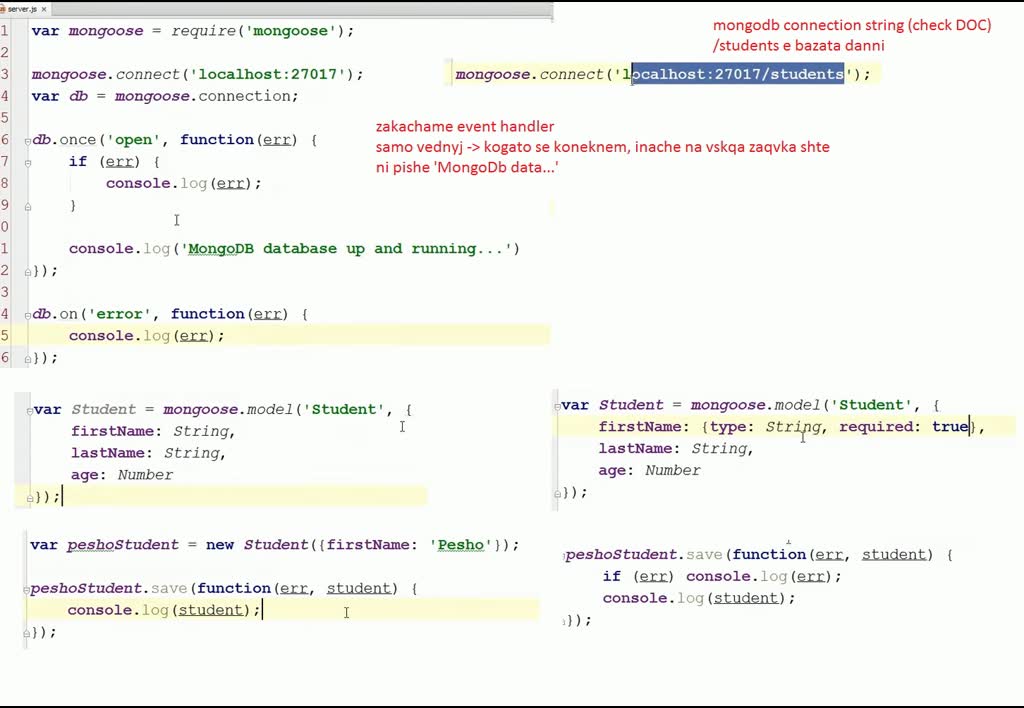 server.js ×
1 var mongoose = require('mongoose');
2
3 mongoose.connect('localhost:27017');
4 var db = mongoose.connection;
5
6 db.once('open', function(err) {
7 if (err) {
8 console.log(err);
9 }
0
1 console.log('MongoDB database up and running...')
2 });
3
4 db.on('error', function(err) {
5 console.log(err);
6 });
mongodb connection string (check DOC)
/students e bazata danni
mongoose.connect('localhost:27017/students');
zakachame event handler
samo vednyj -> kogato se koneknem, inache na vskqa zaqvka shte
ni pishe 'MongoDb data...'
var Student = mongoose.model('Student', {
firstName: String,
lastName: String,
age: Number
});
var Student = mongoose.model('Student', {
firstName: {type: String, required: true},
lastName: String,
age: Number
});
var peshoStudent = new Student({firstName: 'Pesho'});
peshoStudent.save(function(err, student) {
console.log(student);
});
peshoStudent.save(function(err, student) {
if (err) console.log(err);
console.log(student);
});